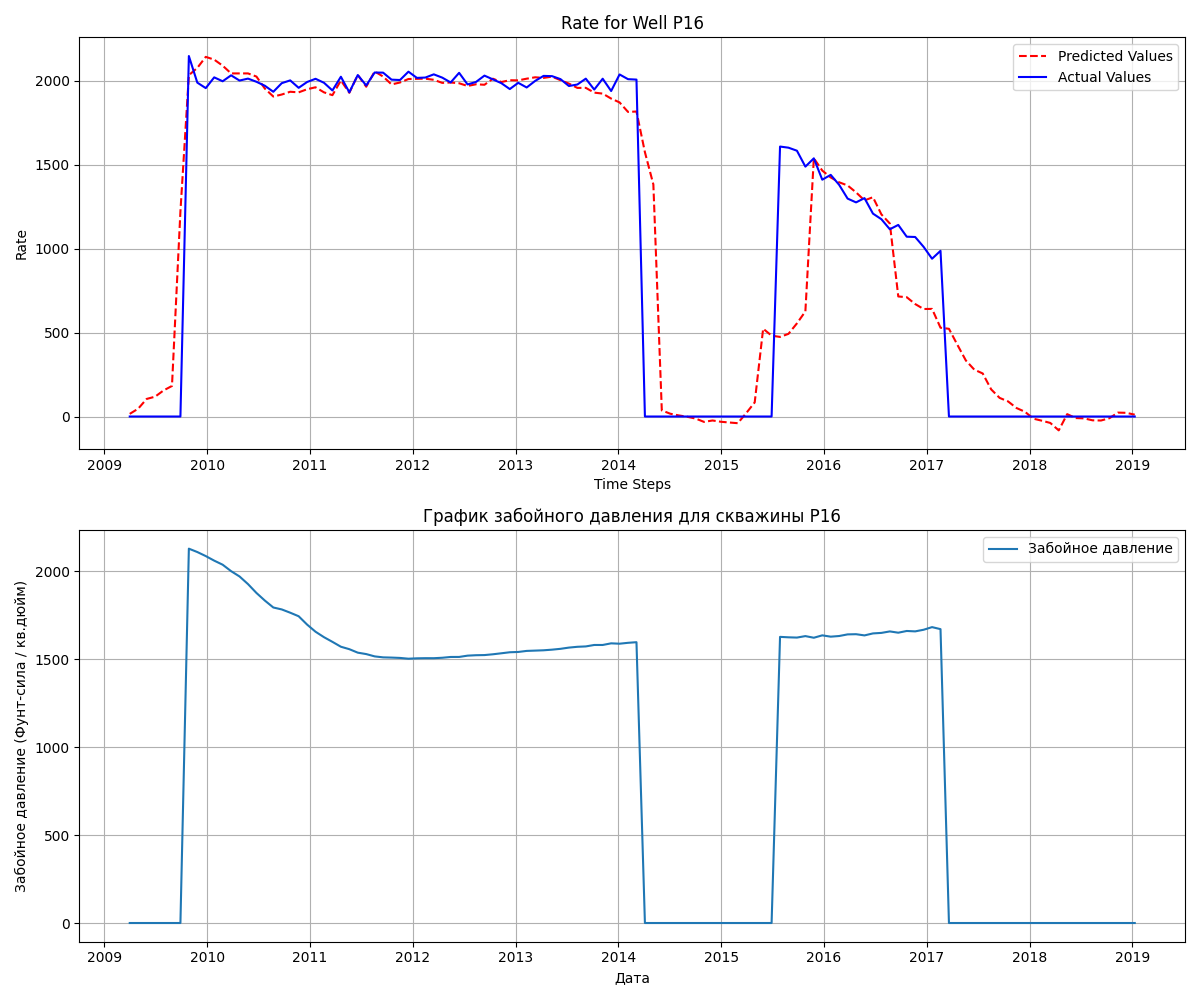 Rate for Well P16
Predicted Values
Actual Values
Rate
2000
1500
1000
500
0
2009 2010 2011 2012 2013 2014 2015 2016 2017 2018 2019
Time Steps
График забойного давления для скважины P16
Забойное давление
Забойное давление (Фунт-сила / кв.дюйм)
2000
1500
1000
500
0
2009 2010 2011 2012 2013 2014 2015 2016 2017 2018 2019
Дата